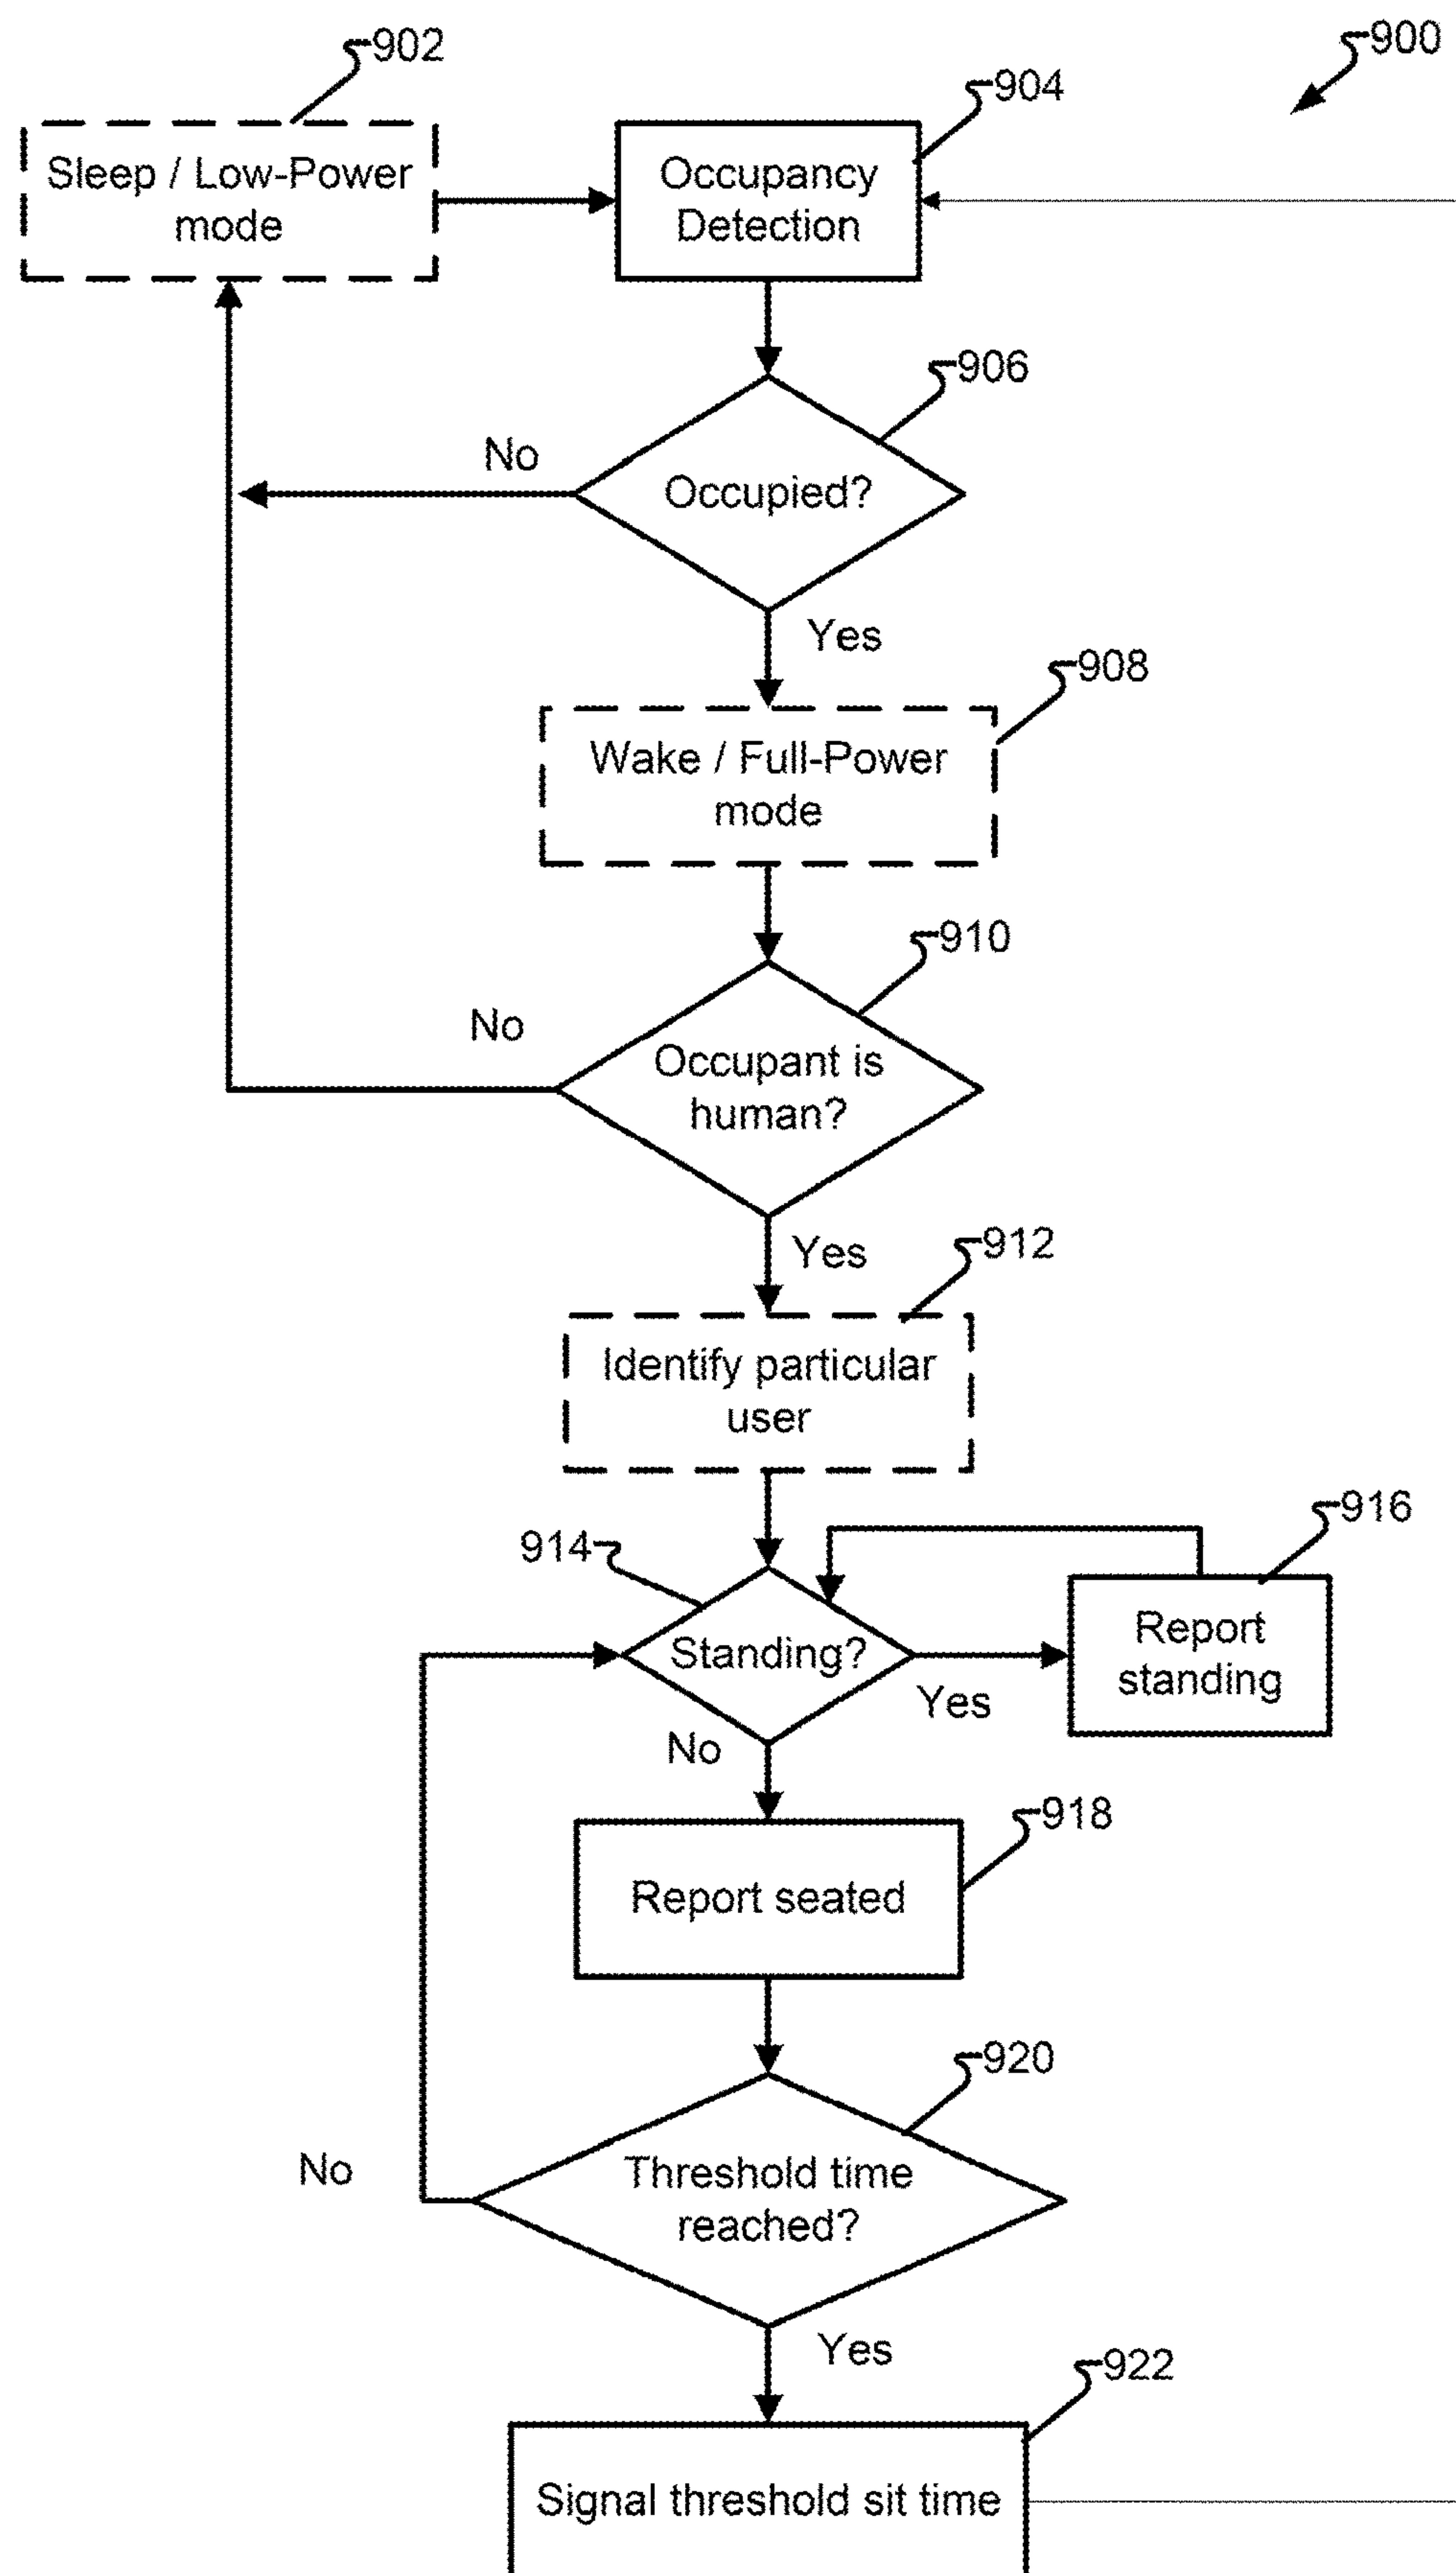 902
900
904
Sleep / Low-Power
mode
Occupancy
Detection
906
No
Occupied?
Yes
908
Wake / Full-Power
mode
910
No
Occupant is
human?
Yes
912
Identify particular
user
914
916
Standing?
Report
standing
Yes
No
918
Report seated
920
No
Threshold time
reached?
Yes
922
Signal threshold sit time